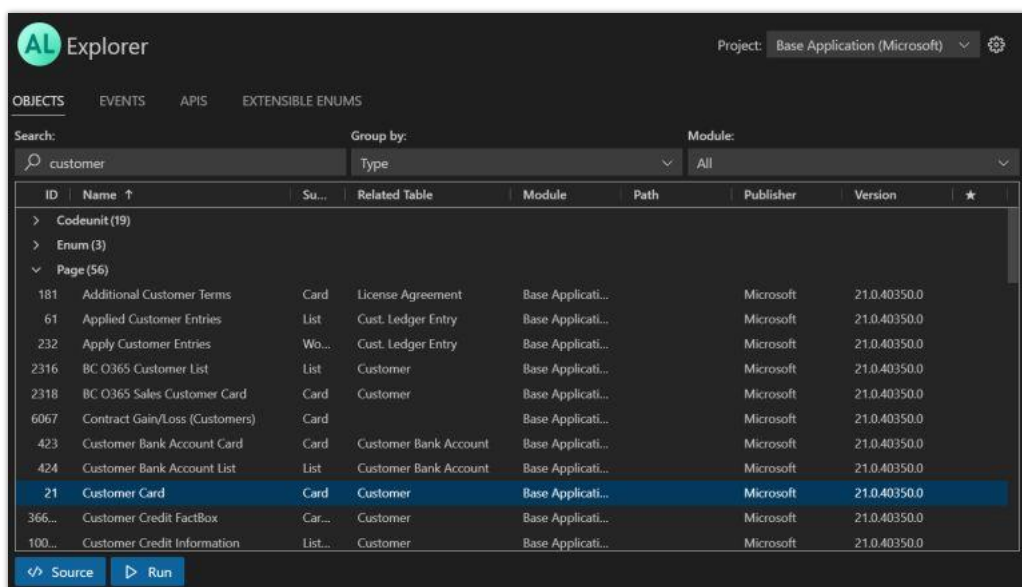 AL Explorer
Project: Base Application (Microsoft)
OBJECTS EVENTS APIS EXTENSIBLE ENUMS
Search: Group by: Module:
customer Type All
ID Name ↑ Su... Related Table Module Path Publisher Version ★
> Codeunit (19)
> Enum (3)
Page (56)
181 Additional Customer Terms Card License Agreement Base Applicati... Microsoft 21.0.40350.0
61 Applied Customer Entries List Cust. Ledger Entry Base Applicati... Microsoft 21.0.40350.0
232 Apply Customer Entries Wo... Cust. Ledger Entry Base Applicati... Microsoft 21.0.40350.0
2316 BC O365 Customer List List Customer Base Applicati... Microsoft 21.0.40350.0
2318 BC O365 Sales Customer Card Card Customer Base Applicati... Microsoft 21.0.40350.0
6067 Contract Gain/Loss (Customers) Card Base Applicati... Microsoft 21.0.40350.0
423 Customer Bank Account Card Card Customer Bank Account Base Applicati... Microsoft 21.0.40350.0
424 Customer Bank Account List List Customer Bank Account Base Applicati... Microsoft 21.0.40350.0
21 Customer Card Card Customer Base Applicati... Microsoft 21.0.40350.0
366... Customer Credit FactBox Car... Customer Base Applicati... Microsoft 21.0.40350.0
100... Customer Credit Information List... Customer Base Applicati... Microsoft 21.0.40350.0
</> Source Run